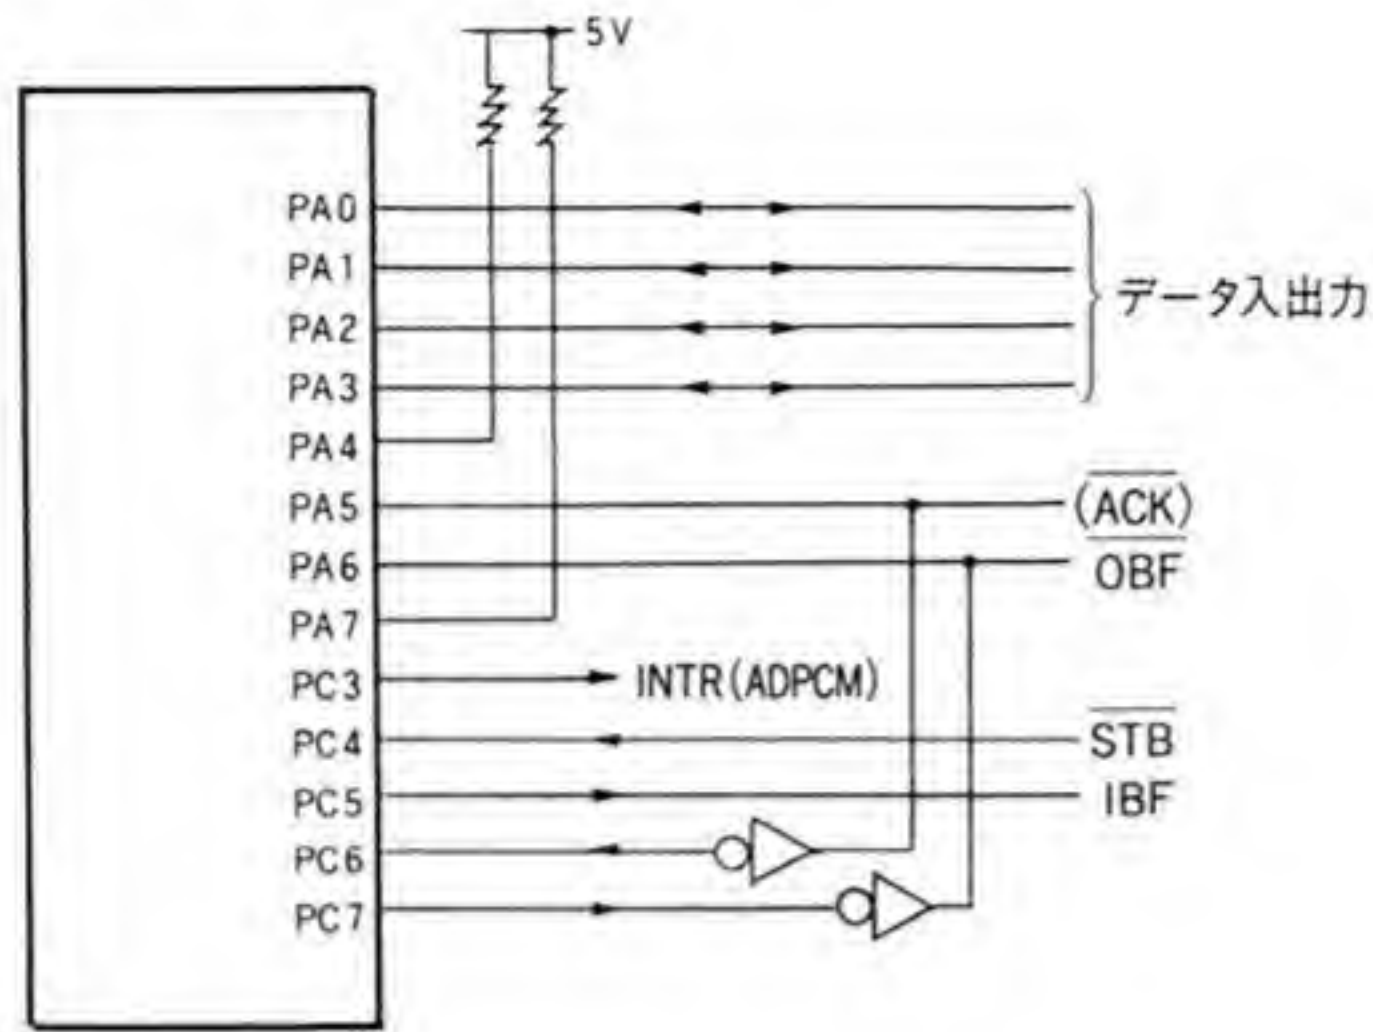 5V
PA0
PA1
PA2
PA3
データ入出力
PA4
PA5
(ACK)
PA6
OBF
PA7
PC3
INTR(ADPCM)
PC4
STB
PC5
IBF
PC6
PC7